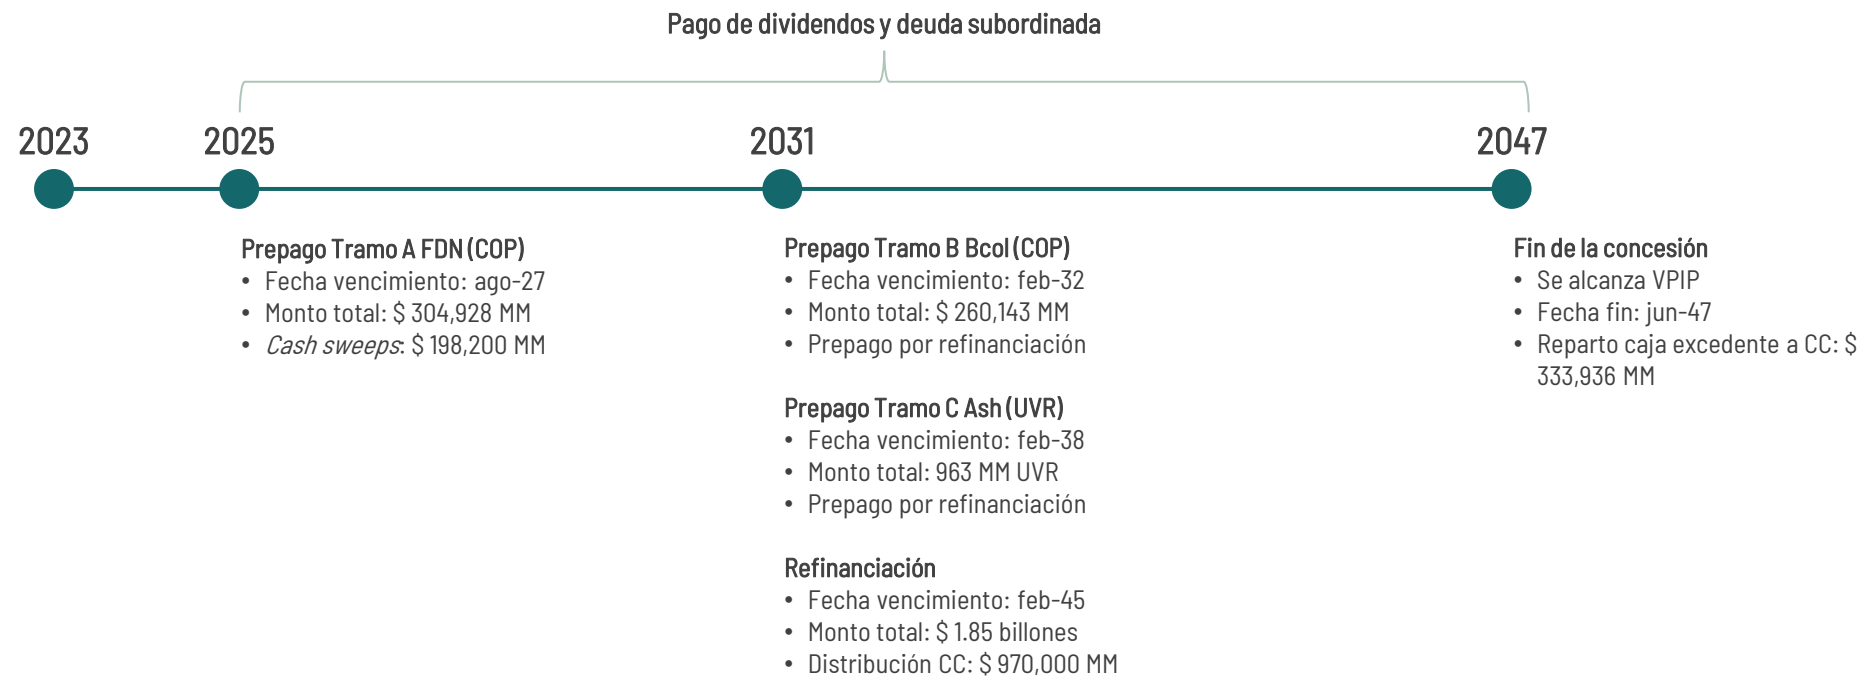 Pago de dividendos y deuda subordinada
2023
2025
2031
2047
Prepago Tramo A FDN (COP)
• Fecha vencimiento: ago-27
• Monto total: $ 304,928 MM
• Cash sweeps: $ 198,200 MM
Prepago Tramo B Bcol (COP)
• Fecha vencimiento: feb-32
• Monto total: $ 260,143 MM
• Prepago por refinanciación
Prepago Tramo C Ash (UVR)
• Fecha vencimiento: feb-38
• Monto total: 963 MM UVR
• Prepago por refinanciación
Refinanciación
• Fecha vencimiento: feb-45
• Monto total: $ 1.85 billones
• Distribución CC: $ 970,000 MM
Fin de la concesión
• Se alcanza VPIP
• Fecha fin: jun-47
• Reparto caja excedente a CC: $
333,936 MM